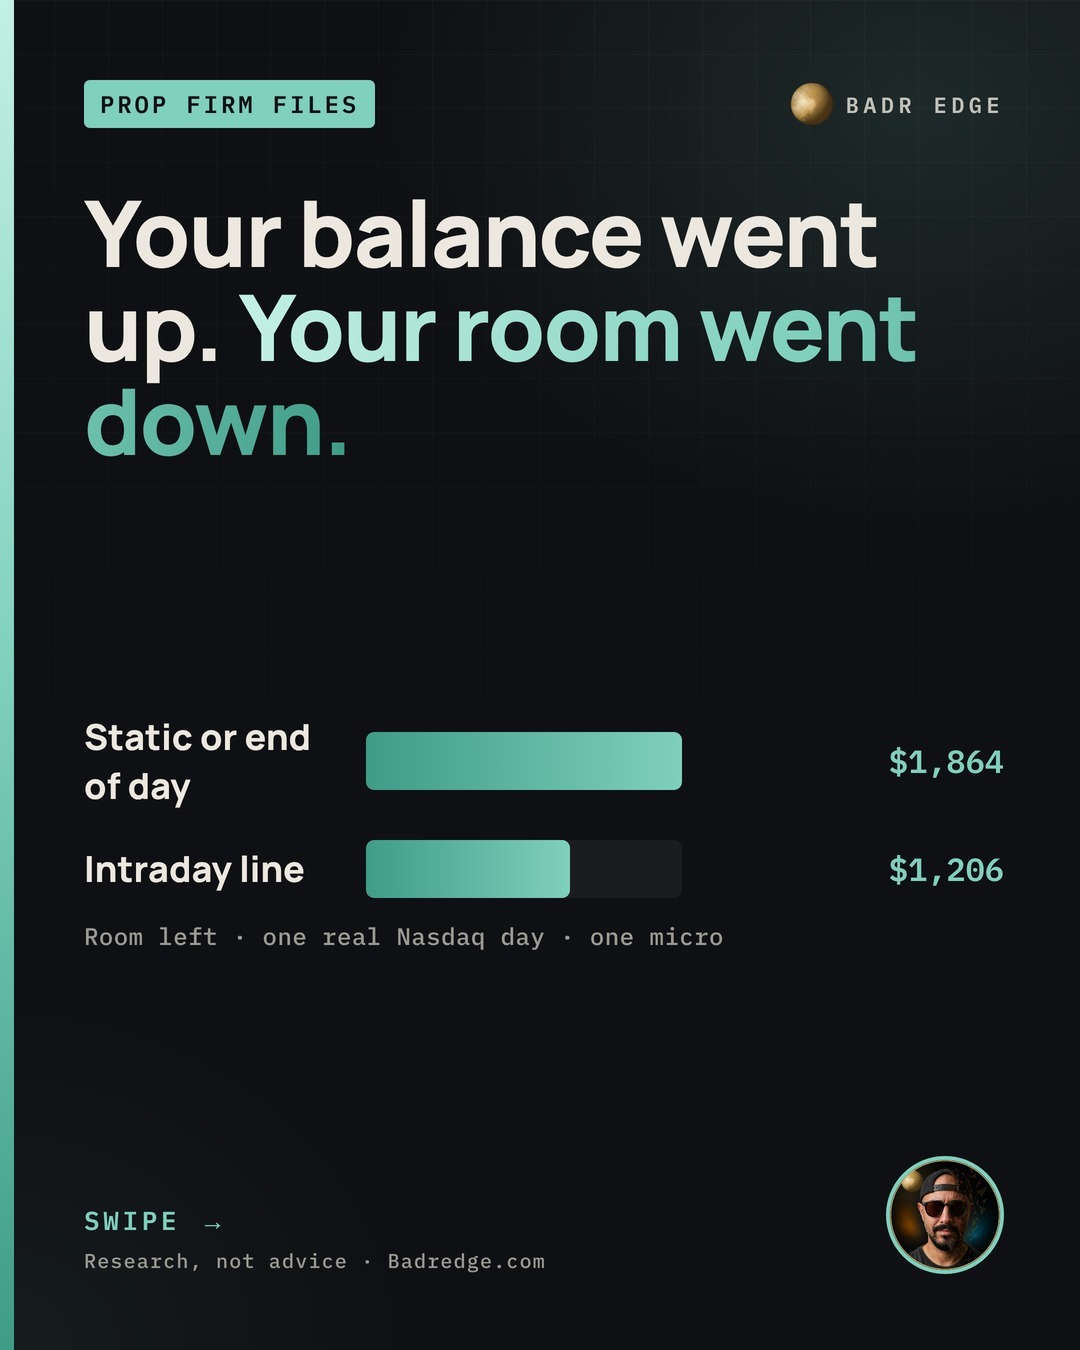 PROP FIRM FILES
BADR EDGE
Your balance went
up. Your room went
down.
Static or end
of day
$1,864
Intraday line
$1,206
Room left · one real Nasdaq day · one micro
SWIPE →
Research, not advice · Badredge.com